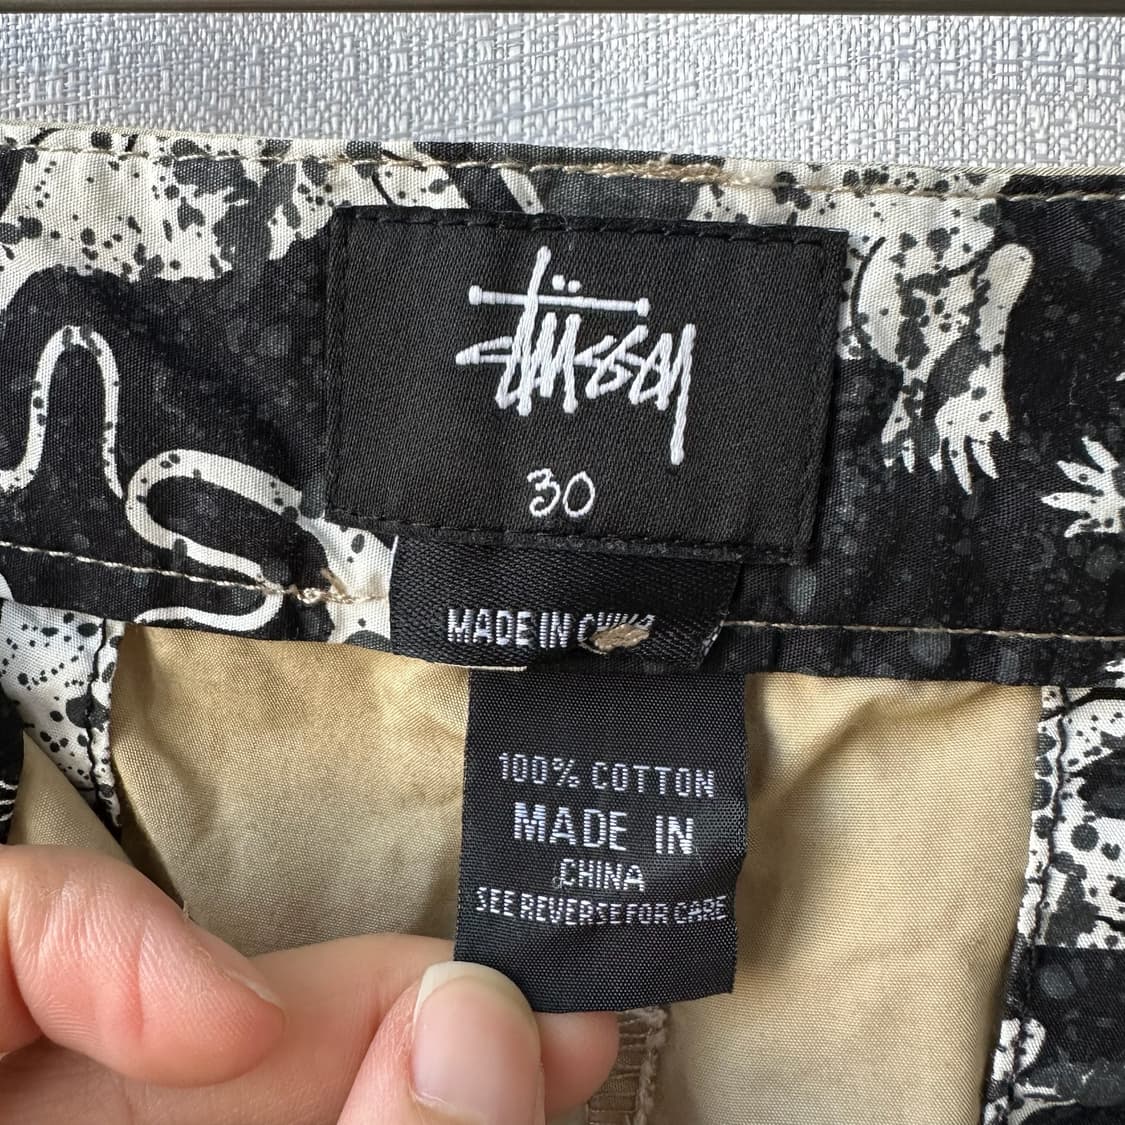 Stüssy
30
MADE IN CHINA
100% COTTON
MADE IN
CHINA
SEE REVERSE FOR CARE